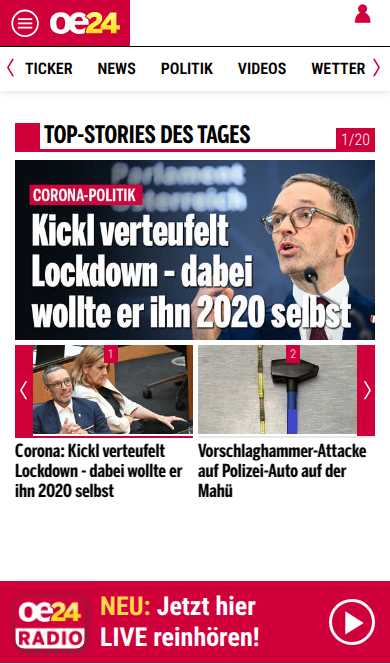 oe24
TICKER NEWS POLITIK VIDEOS WETTER
TOP-STORIES DES TAGES
1/20
Parlament
Österreich
CORONA-POLITIK
Kickl verteufelt
Lockdown - dabei
wollte er ihn 2020 selbst
1
2
Corona: Kickl verteufelt
Lockdown - dabei wollte er
ihn 2020 selbst
Vorschlaghammer-Attacke
auf Polizei-Auto auf der
Mahü
oe24
RADIO
NEU: Jetzt hier
LIVE reinhören!